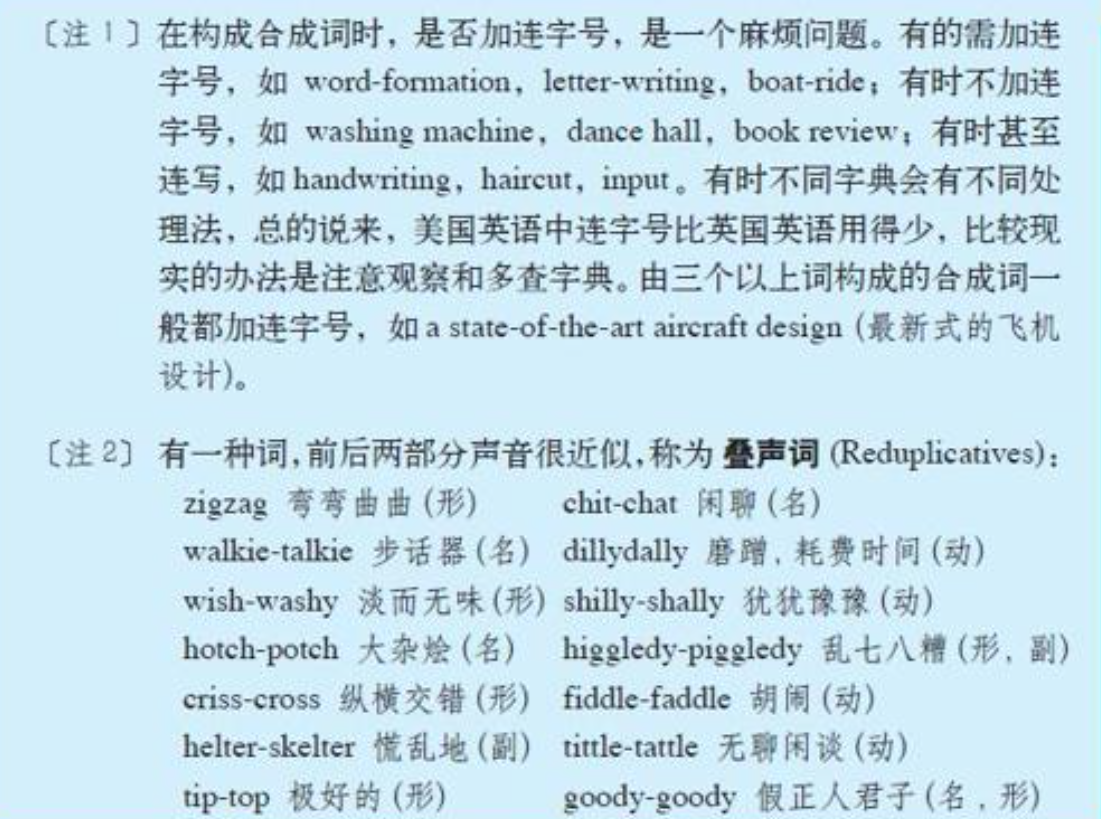 〔注1〕在构成合成词时，是否加连字号，是一个麻烦问题。有的需加连
字号，如 word-formation，letter-writing，boat-ride；有时不加连
字号，如 washing machine，dance hall，book review；有时甚至
连写，如 handwriting，haircut，input。有时不同字典会有不同处
理法，总的说来，美国英语中连字号比英国英语用得少，比较现
实的办法是注意观察和多查字典。由三个以上词构成的合成词一
般都加连字号，如 a state-of-the-art aircraft design (最新式的飞机
设计)。
〔注2〕有一种词，前后两部分声音很近似，称为 叠声词 (Reduplicatives)：
zigzag 弯弯曲曲(形) chit-chat 闲聊(名)
walkie-talkie 步话器(名) dillydally 磨蹭，耗费时间(动)
wish-washy 淡而无味(形) shilly-shally 犹犹豫豫(动)
hotch-potch 大杂烩(名) higgledy-piggledy 乱七八糟(形，副)
criss-cross 纵横交错(形) fiddle-faddle 胡闹(动)
helter-skelter 慌乱地(副) tittle-tattle 无聊闲谈(动)
tip-top 极好的(形) goody-goody 假正人君子(名，形)